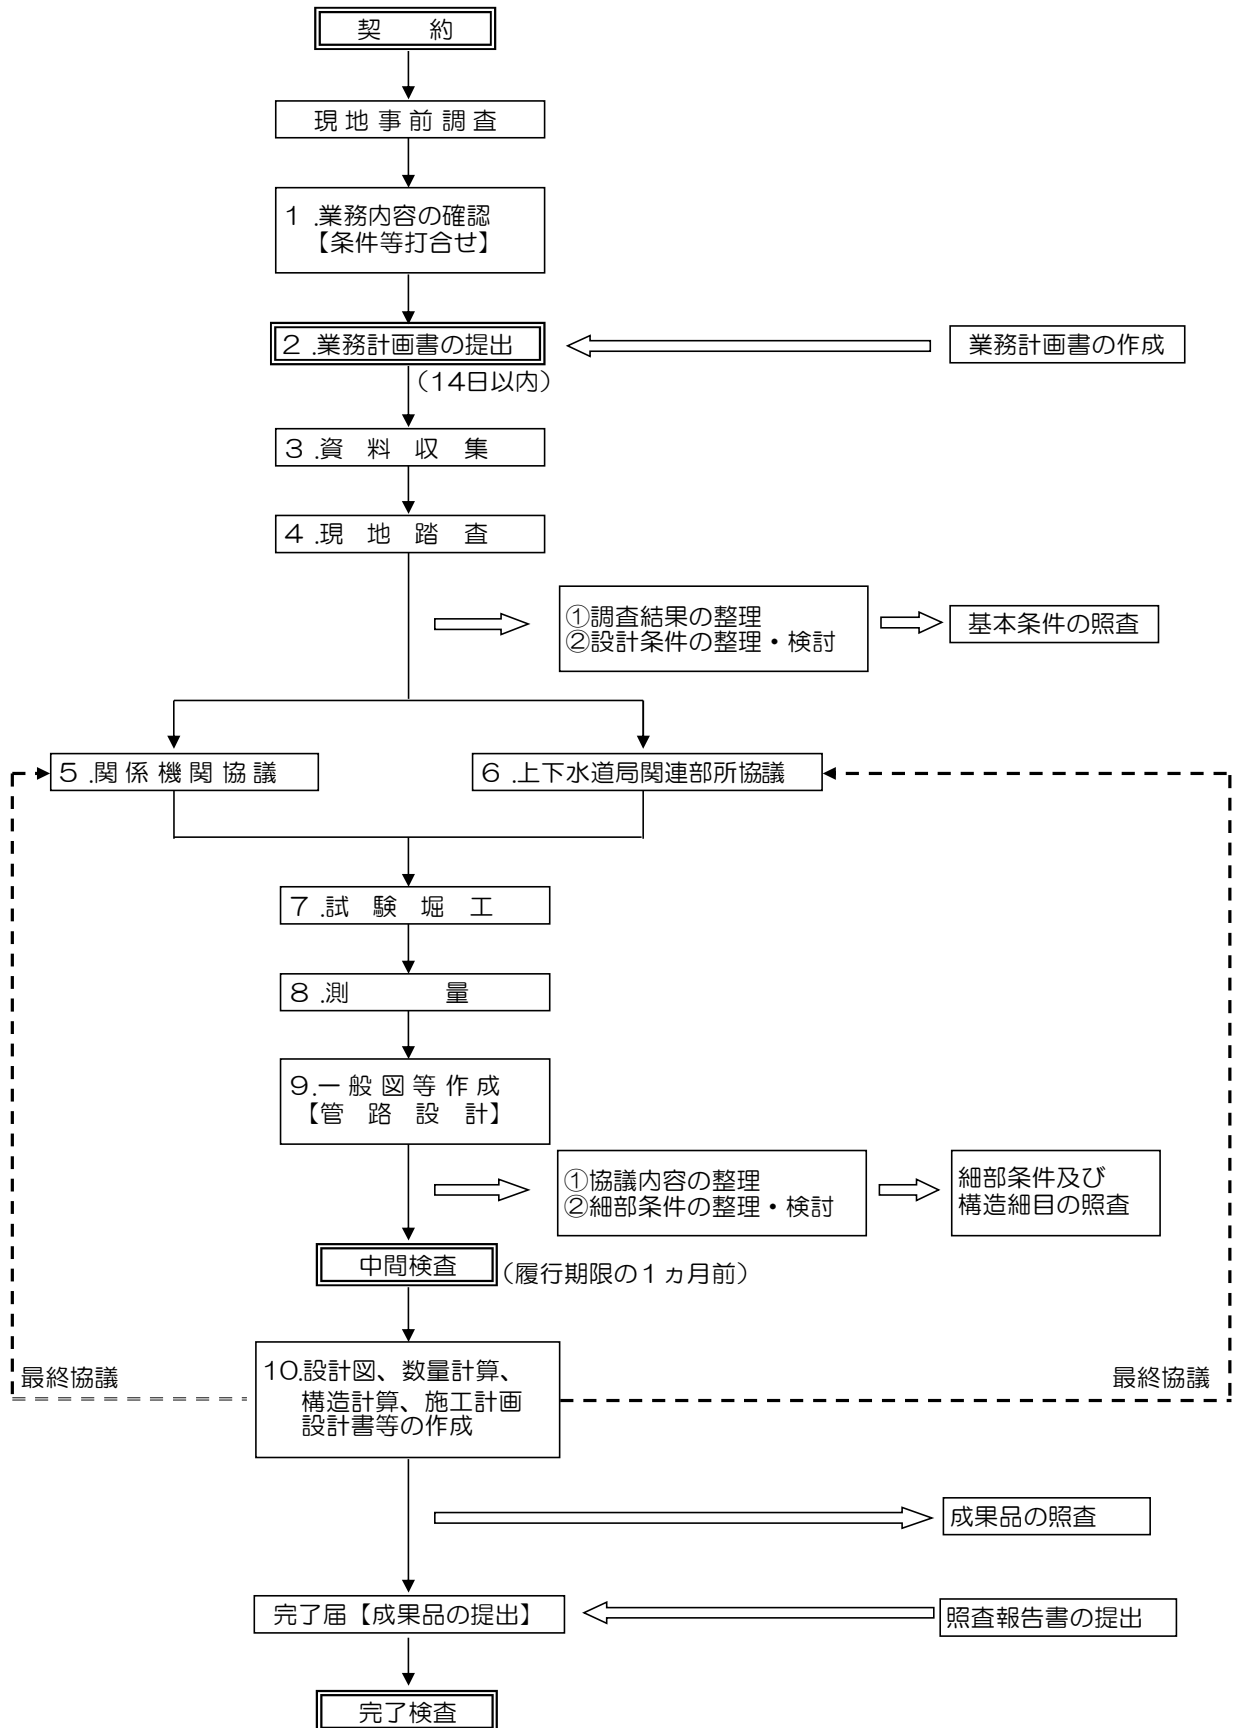 契　　約
現 地 事 前 調 査
１ .業務内容の確認
【条件等打合せ】
２ .業務計画書の提出
業務計画書の作成
（14日以内）
３ .資　料　収　集
４ .現　地　踏　査
①調査結果の整理
②設計条件の整理・検討
基本条件の照査
５ .関 係 機 関 協 議
６ .上下水道局関連部所協議
７ .試　験　堀　工
８ .測　　　　量
９.一 般 図 等 作 成
【管　路　設　計】
①協議内容の整理
②細部条件の整理・検討
細部条件及び
構造細目の照査
中間検査
（履行期限の１ヵ月前）
10.設計図、数量計算、
構造計算、施工計画
設計書等の作成
最終協議
最終協議
成果品の照査
完了届【成果品の提出】
照査報告書の提出
完了検査